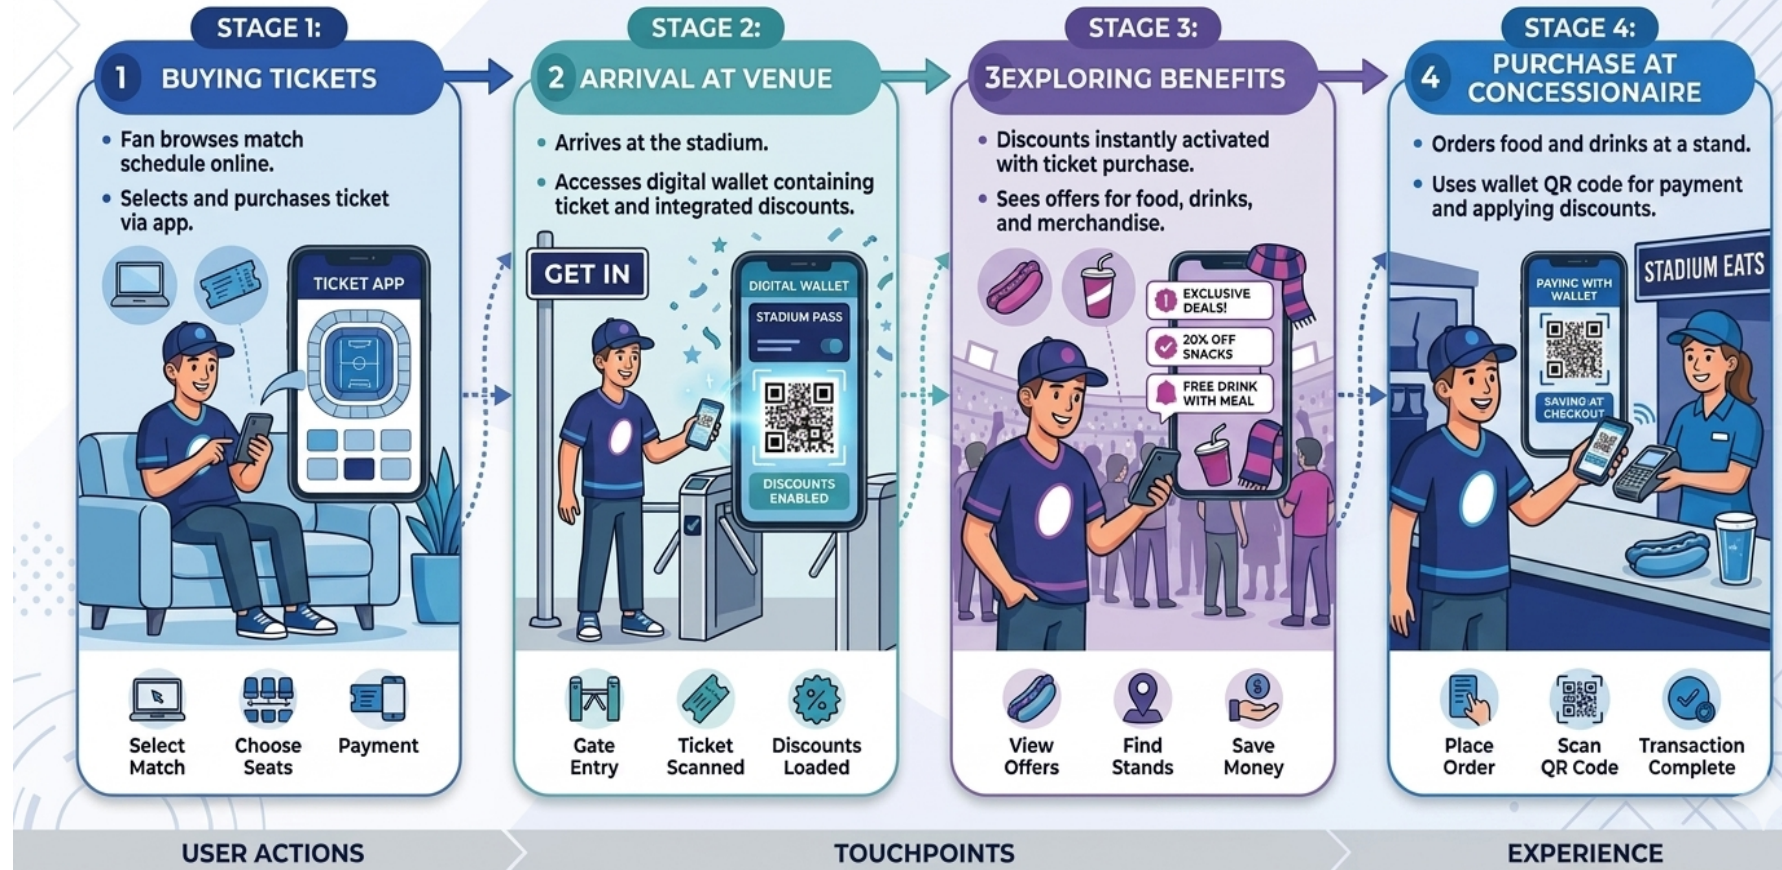 STAGE 1:
1 BUYING TICKETS
• Fan browses match
schedule online.
• Selects and purchases ticket
via app.
TICKET APP
Select
Match
Choose
Seats
Payment
STAGE 2:
2 ARRIVAL AT VENUE
• Arrives at the stadium.
• Accesses digital wallet containing
ticket and integrated discounts.
GET IN
DIGITAL WALLET
STADIUM PASS
DISCOUNTS
ENABLED
Gate
Entry
Ticket
Scanned
Discounts
Loaded
STAGE 3:
3EXPLORING BENEFITS
• Discounts instantly activated
with ticket purchase.
• Sees offers for food, drinks,
and merchandise.
EXCLUSIVE
DEALS!
20% OFF
SNACKS
FREE DRINK
WITH MEAL
View
Offers
Find
Stands
Save
Money
STAGE 4:
4 PURCHASE AT
CONCESSIONAIRE
• Orders food and drinks at a stand.
• Uses wallet QR code for payment
and applying discounts.
PAYINC WITH
WALLET
SAVING AT
CHECKOUT
STADIUM EATS
Place
Order
Scan
QR Code
Transaction
Complete
USER ACTIONS
TOUCHPOINTS
EXPERIENCE